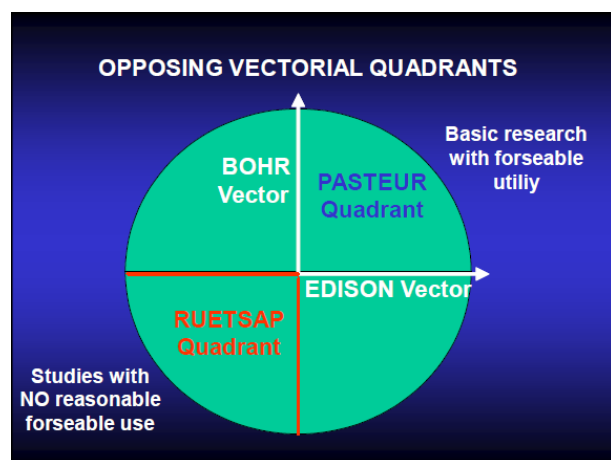 OPPOSING VECTORIAL QUADRANTS
Basic research
with forseable
utiliy
BOHR
Vector
PASTEUR
Quadrant
EDISON Vector
RUETSAP
Quadrant
Studies with
NO reasonable
forseable use